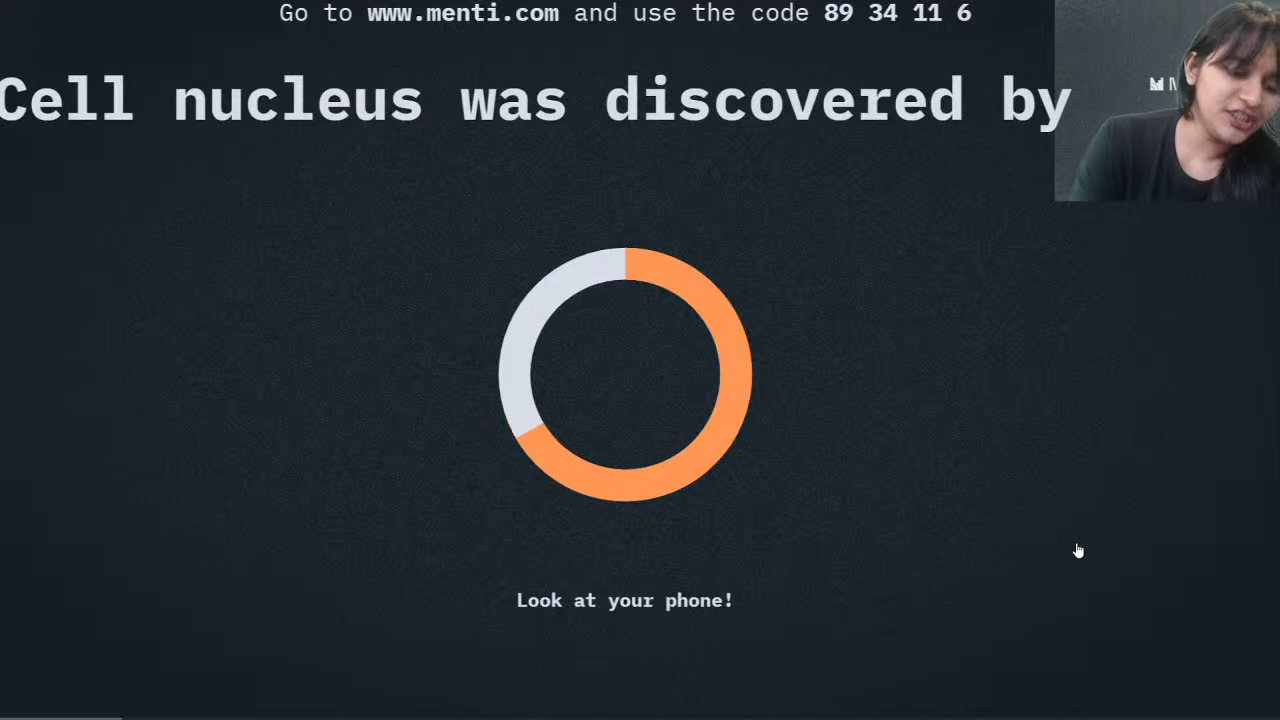 Go to www.menti.com and use the code 89 34 11 6
Cell nucleus was discovered by
Look at your phone!